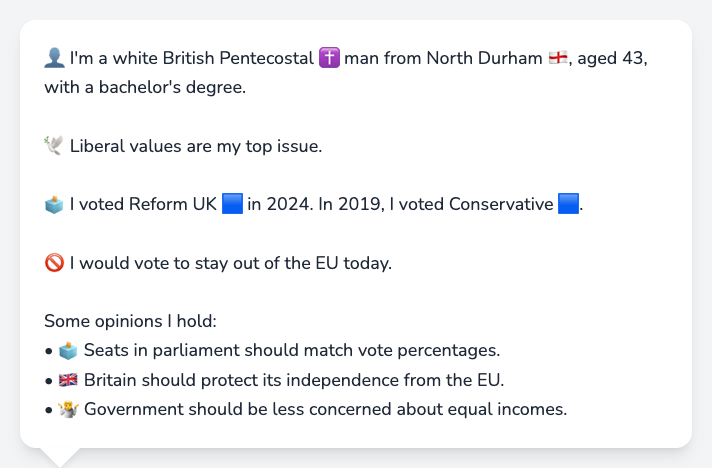 👤 I'm a white British Pentecostal ✝️ man from North Durham 🏴󠁧󠁢󠁥󠁮󠁧󠁿, aged 43,
with a bachelor's degree.
🕊️ Liberal values are my top issue.
🗳️ I voted Reform UK 🟦 in 2024. In 2019, I voted Conservative 🟦.
🚫 I would vote to stay out of the EU today.
Some opinions I hold:
• 🗳️ Seats in parliament should match vote percentages.
• 🇬🇧 Britain should protect its independence from the EU.
• 🤷 Government should be less concerned about equal incomes.